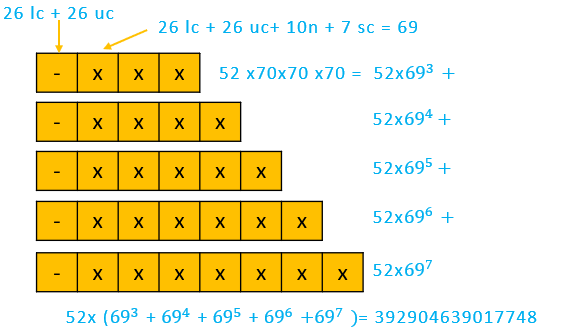 26 lc + 26 uc
26 lc + 26 uc+ 10n + 7 sc = 69
- x x x 52 x70x70 x70 = 52x69³ +
- x x x x 52x69⁴ +
- x x x x x 52x69⁵ +
- x x x x x x 52x69⁶ +
- x x x x x x x 52x69⁷
52x (69³ + 69⁴ + 69⁵ + 69⁶ +69⁷ )= 392904639017748